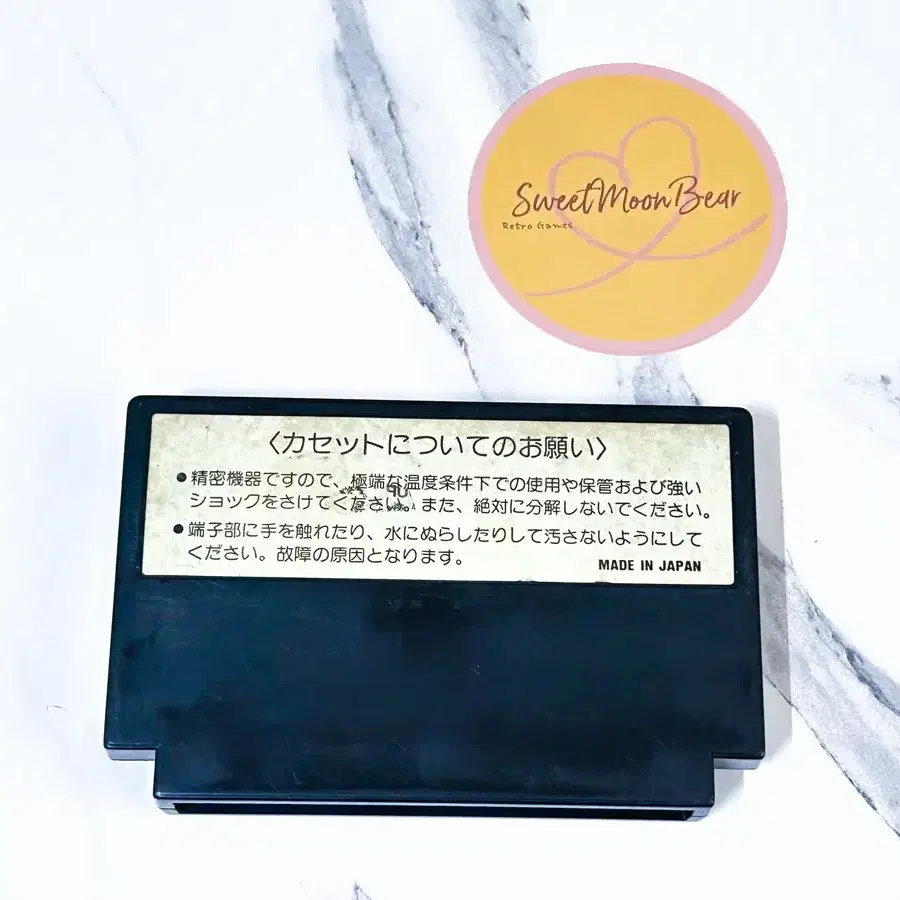 SweetMoonBear
Retro Games
〈カセットについてのお願い〉
●精密機器ですので、極端な温度条件下での使用や保管および強い
ショックをさけてください。また、絶対に分解しないでください。
●端子部に手を触れたり、水にぬらしたりして汚さないようにして
ください。故障の原因となります。
MADE IN JAPAN